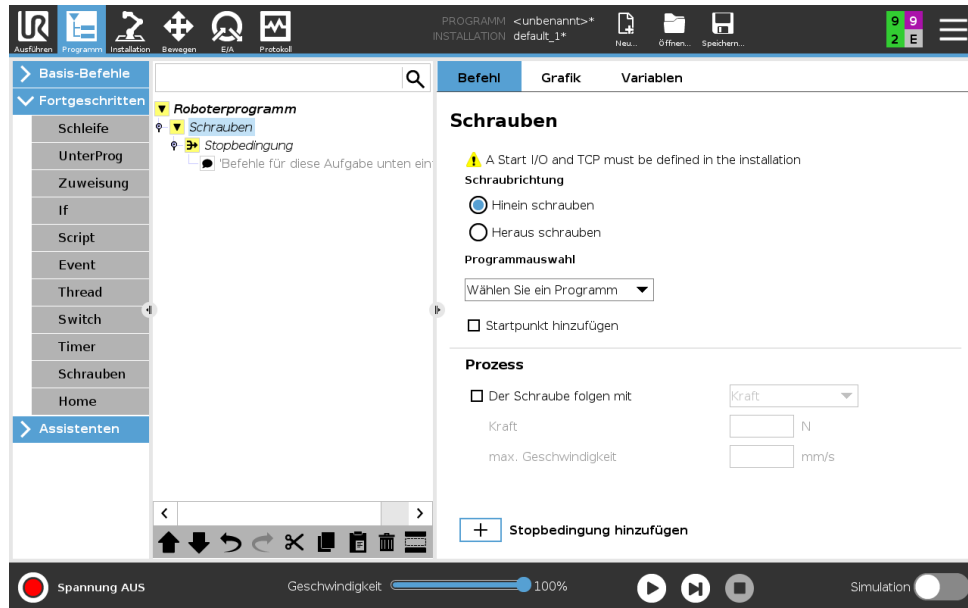 PROGRAMM <unbenannt>*
INSTALLATION default_1*
Ausführen Programm Installation Bewegen E/A Protokoll
Neu... Öffnen... Speichern...
9 9
2 E
Basis-Befehle
Fortgeschritten
Schleife
UnterProg
Zuweisung
If
Script
Event
Thread
Switch
Timer
Schrauben
Home
Assistenten
Roboterprogramm
Schrauben
Stopbedingung
'Befehle für diese Aufgabe unten ein
Befehl Grafik Variablen
Schrauben
A Start I/O and TCP must be defined in the installation
Schraubrichtung
Hinein schrauben
Heraus schrauben
Programmauswahl
Wählen Sie ein Programm
Startpunkt hinzufügen
Prozess
Der Schraube folgen mit Kraft
Kraft N
max. Geschwindigkeit mm/s
Stopbedingung hinzufügen
Spannung AUS
Geschwindigkeit 100%
Simulation